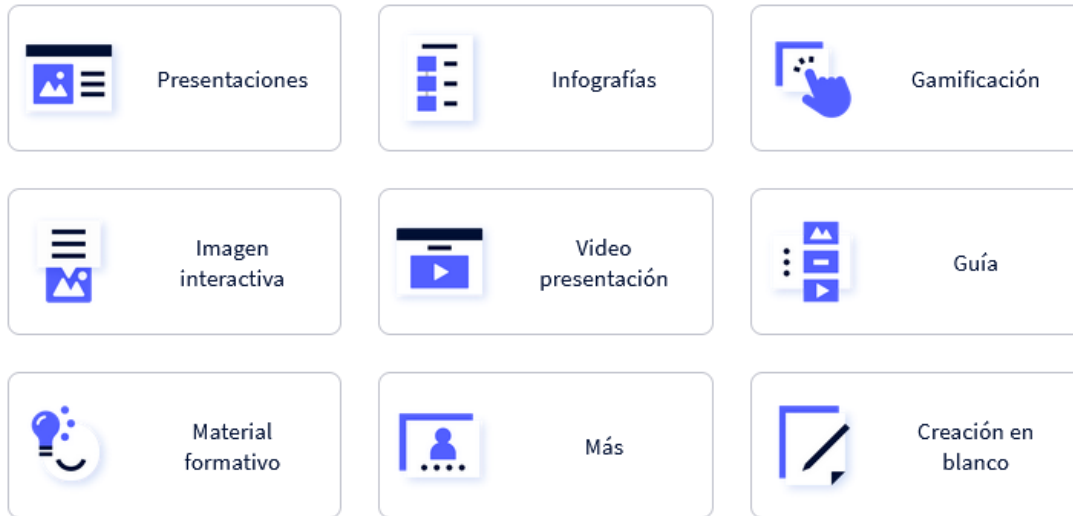 Presentaciones
Infografías
Gamificación
Imagen
interactiva
Video
presentación
Guía
Material
formativo
Más
Creación en
blanco